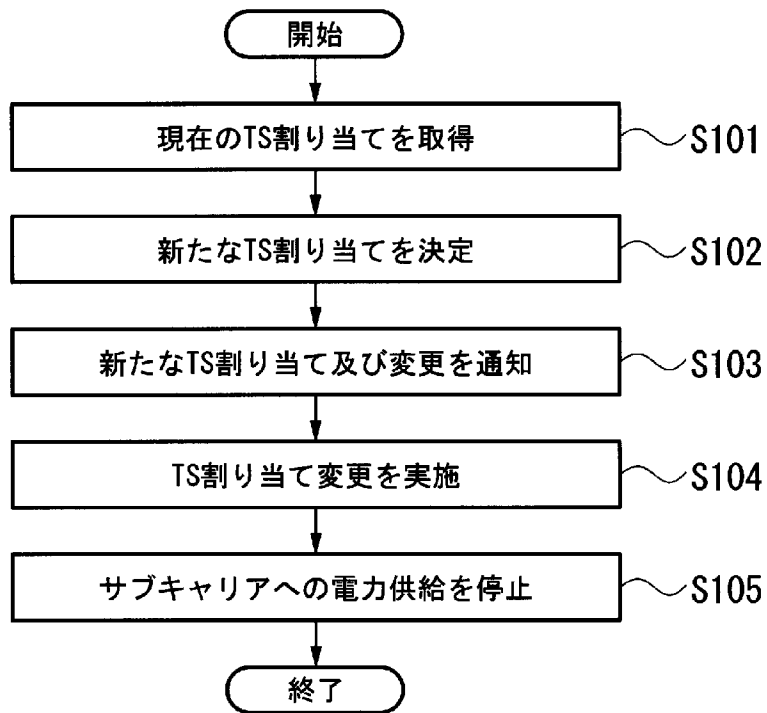 開始
現在のTS割り当てを取得
S101
新たなTS割り当てを決定
S102
新たなTS割り当て及び変更を通知
S103
TS割り当て変更を実施
S104
サブキャリアへの電力供給を停止
S105
終了